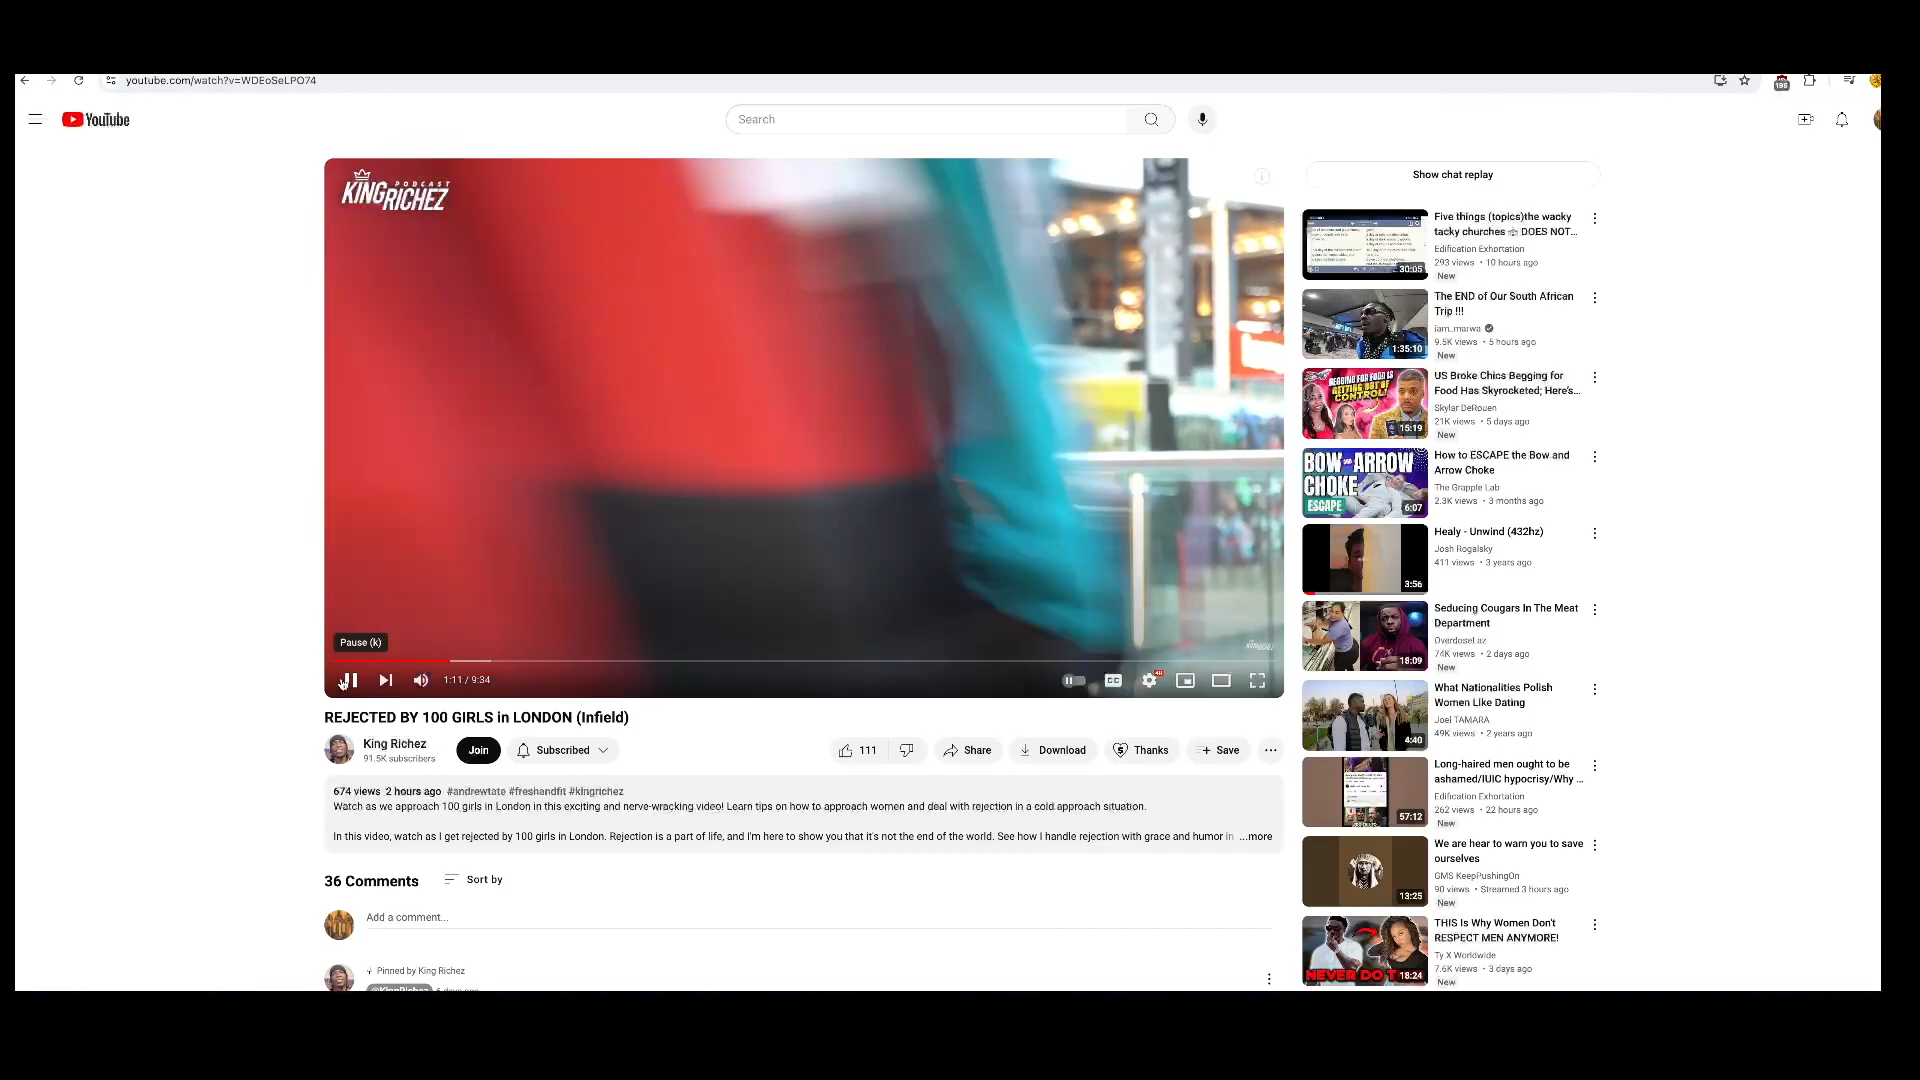 youtube.com/watch?v=WDEoSeLPO74
198
YouTube
Search
PODCAST
KINGRICHEZ
Pause (k)
1:11 / 9:34
REJECTED BY 100 GIRLS in LONDON (Infield)
King Richez
91.5K subscribers
Join
Subscribed
111
Share
Download
Thanks
Save
674 views 2 hours ago #andrewtate #freshandfit #kingrichez
Watch as we approach 100 girls in London in this exciting and nerve-wracking video! Learn tips on how to approach women and deal with rejection in a cold approach situation.
In this video, watch as I get rejected by 100 girls in London. Rejection is a part of life, and I'm here to show you that it's not the end of the world. See how I handle rejection with grace and humor in ...more
36 Comments
Sort by
Add a comment...
Pinned by King Richez
@KingRichez 6 days ago
Show chat replay
Five things (topics)the wacky
tacky churches DOES NOT...
Edification Exhortation
293 views • 10 hours ago
New
30:05
The END of Our South African
Trip !!!
iam_marwa
9.5K views • 5 hours ago
New
1:35:10
BEGGING FOR FOOD IS
GETTING OUT OF
CONTROL!
15:19
US Broke Chics Begging for
Food Has Skyrocketed; Here's...
Skylar DeRouen
21K views • 5 days ago
New
BOW AND ARROW
CHOKE
ESCAPE
6:07
How to ESCAPE the Bow and
Arrow Choke
The Grapple Lab
2.3K views • 3 months ago
Healy - Unwind (432hz)
Josh Rogalsky
411 views • 3 years ago
3:56
Seducing Cougars In The Meat
Department
OverdoseLaz
74K views • 2 days ago
New
18:09
What Nationalities Polish
Women Like Dating
Joel TAMARA
49K views • 2 years ago
4:40
Long-haired men ought to be
ashamed/IUIC hypocrisy/Why ...
Edification Exhortation
262 views • 22 hours ago
New
57:12
We are hear to warn you to save
ourselves
GMS KeepPushingOn
90 views • Streamed 3 hours ago
New
13:25
THIS Is Why Women Don't
RESPECT MEN ANYMORE!
Ty X Worldwide
7.6K views • 3 days ago
New
NEVER DO T
18:24